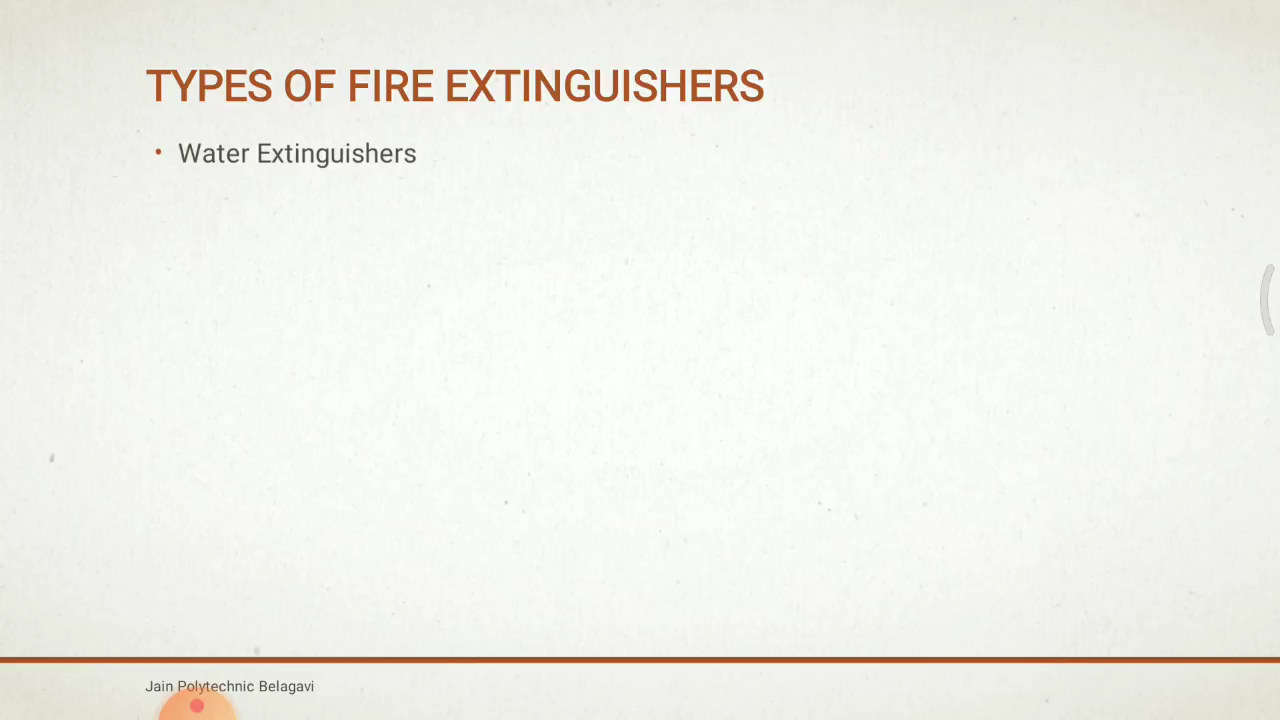 TYPES OF FIRE EXTINGUISHERS
• Water Extinguishers
Jain Polytechnic Belagavi